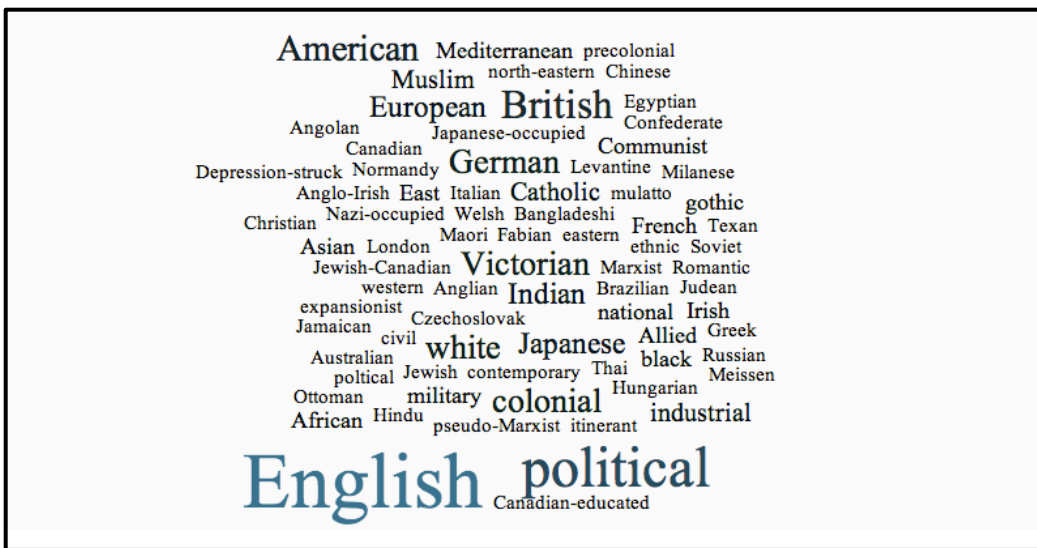 American Mediterranean precolonial
Muslim north-eastern Chinese
European British Egyptian
Angolan Japanese-occupied Confederate
Canadian Communist
Depression-struck Normandy German Levantine Milanese
Anglo-Irish East Italian Catholic mulatto gothic
Christian Nazi-occupied Welsh Bangladeshi French Texan
Maori Fabian eastern
Asian London ethnic Soviet
Jewish-Canadian Victorian Marxist Romantic
western Anglian Indian Brazilian Judean
expansionist Czechoslovak national Irish
Jamaican civil white Japanese Allied Greek
Australian black Russian
poltical Jewish contemporary Thai Meissen
Ottoman military colonial Hungarian
African Hindu pseudo-Marxist itinerant industrial
English political
Canadian-educated